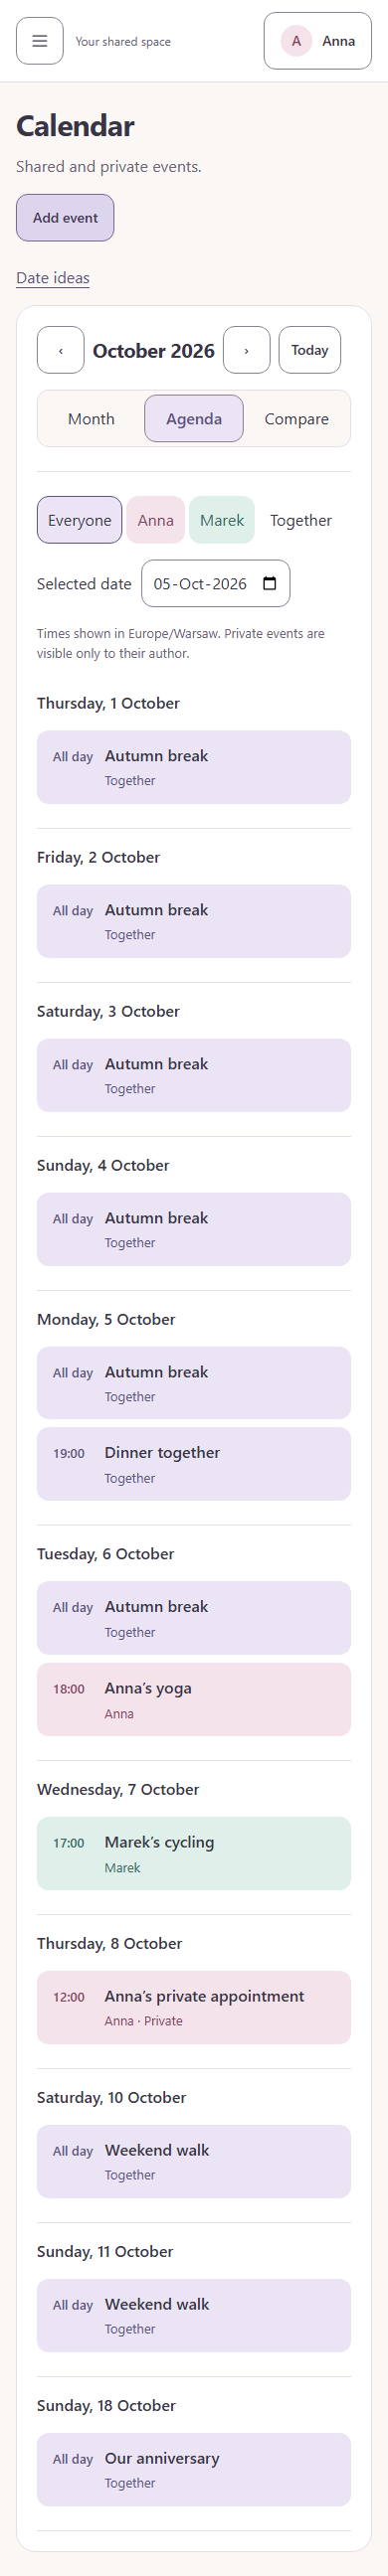 Your shared space
A Anna
Calendar
Shared and private events.
Add event
Date ideas
‹ October 2026 › Today
Month Agenda Compare
Everyone Anna Marek Together
Selected date 05-Oct-2026
Times shown in Europe/Warsaw. Private events are
visible only to their author.
Thursday, 1 October
All day Autumn break
Together
Friday, 2 October
All day Autumn break
Together
Saturday, 3 October
All day Autumn break
Together
Sunday, 4 October
All day Autumn break
Together
Monday, 5 October
All day Autumn break
Together
19:00 Dinner together
Together
Tuesday, 6 October
All day Autumn break
Together
18:00 Anna's yoga
Anna
Wednesday, 7 October
17:00 Marek's cycling
Marek
Thursday, 8 October
12:00 Anna's private appointment
Anna · Private
Saturday, 10 October
All day Weekend walk
Together
Sunday, 11 October
All day Weekend walk
Together
Sunday, 18 October
All day Our anniversary
Together